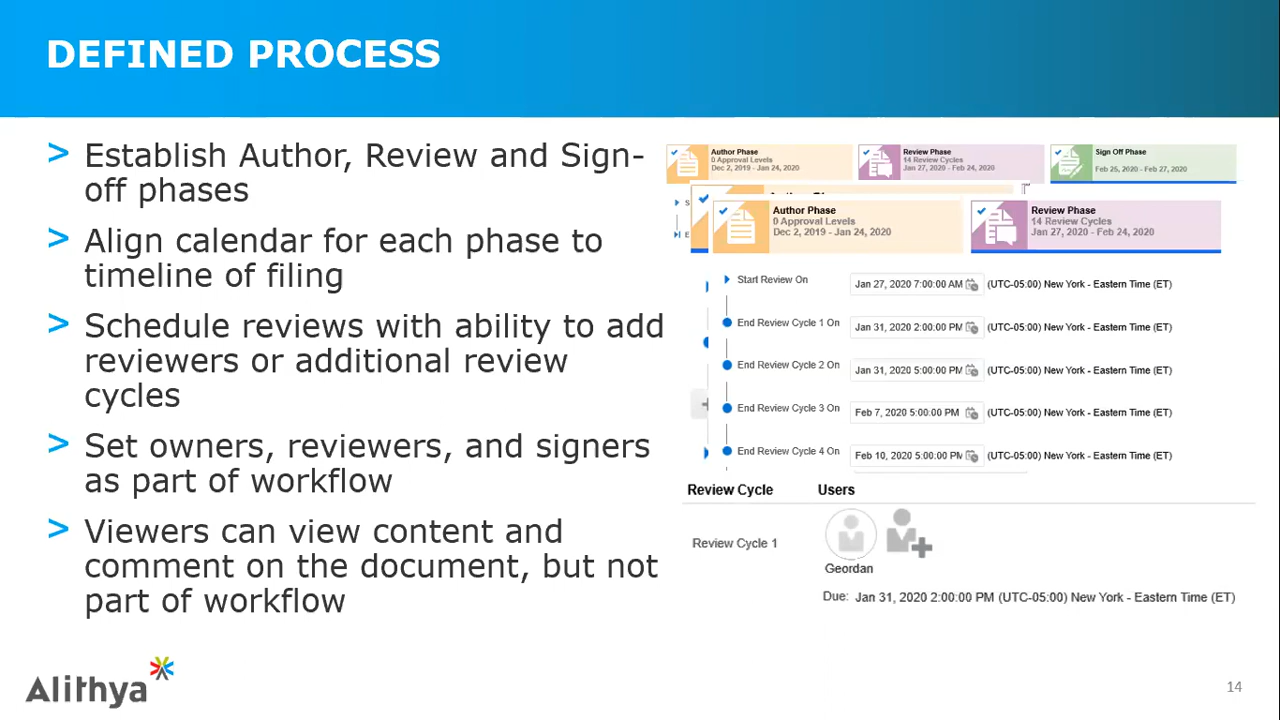 DEFINED PROCESS
> Establish Author, Review and Sign-
off phases
> Align calendar for each phase to
timeline of filing
> Schedule reviews with ability to add
reviewers or additional review
cycles
> Set owners, reviewers, and signers
as part of workflow
> Viewers can view content and
comment on the document, but not
part of workflow
Author Phase
0 Approval Levels
Dec 2, 2019 - Jan 24, 2020
Review Phase
14 Review Cycles
Jan 27, 2020 - Feb 24, 2020
Sign Off Phase
Feb 25, 2020 - Feb 27, 2020
Author Phase
0 Approval Levels
Dec 2, 2019 - Jan 24, 2020
Review Phase
14 Review Cycles
Jan 27, 2020 - Feb 24, 2020
Start Review On Jan 27, 2020 7:00:00 AM (UTC-05:00) New York - Eastern Time (ET)
End Review Cycle 1 On Jan 31, 2020 2:00:00 PM (UTC-05:00) New York - Eastern Time (ET)
End Review Cycle 2 On Jan 31, 2020 5:00:00 PM (UTC-05:00) New York - Eastern Time (ET)
End Review Cycle 3 On Feb 7, 2020 5:00:00 PM (UTC-05:00) New York - Eastern Time (ET)
End Review Cycle 4 On Feb 10, 2020 5:00:00 PM (UTC-05:00) New York - Eastern Time (ET)
Review Cycle Users
Review Cycle 1
Geordan
Due: Jan 31, 2020 2:00:00 PM (UTC-05:00) New York - Eastern Time (ET)
Alithya
14